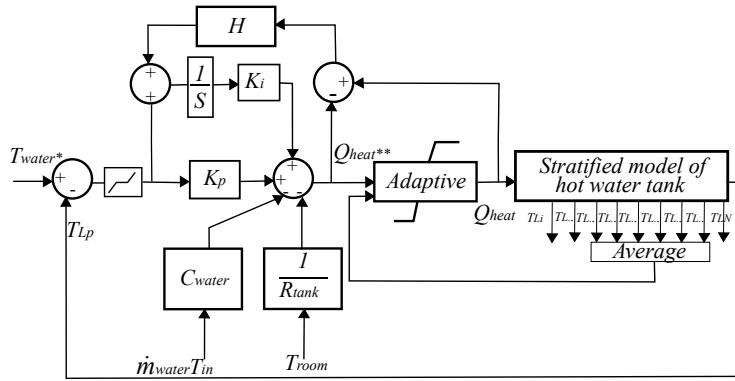 H
+
+
1
S
Ki
+
-
Twater*
-
TLp
Kp
+
+
-
-
Qheat**
Adaptive
Qheat
Stratified model of
hot water tank
TLi TL.. TL.. TL.. TL.. TL.. TL.. TL.. TLN
Average
Cwater
1
Rtank
ṁwaterTin
Troom